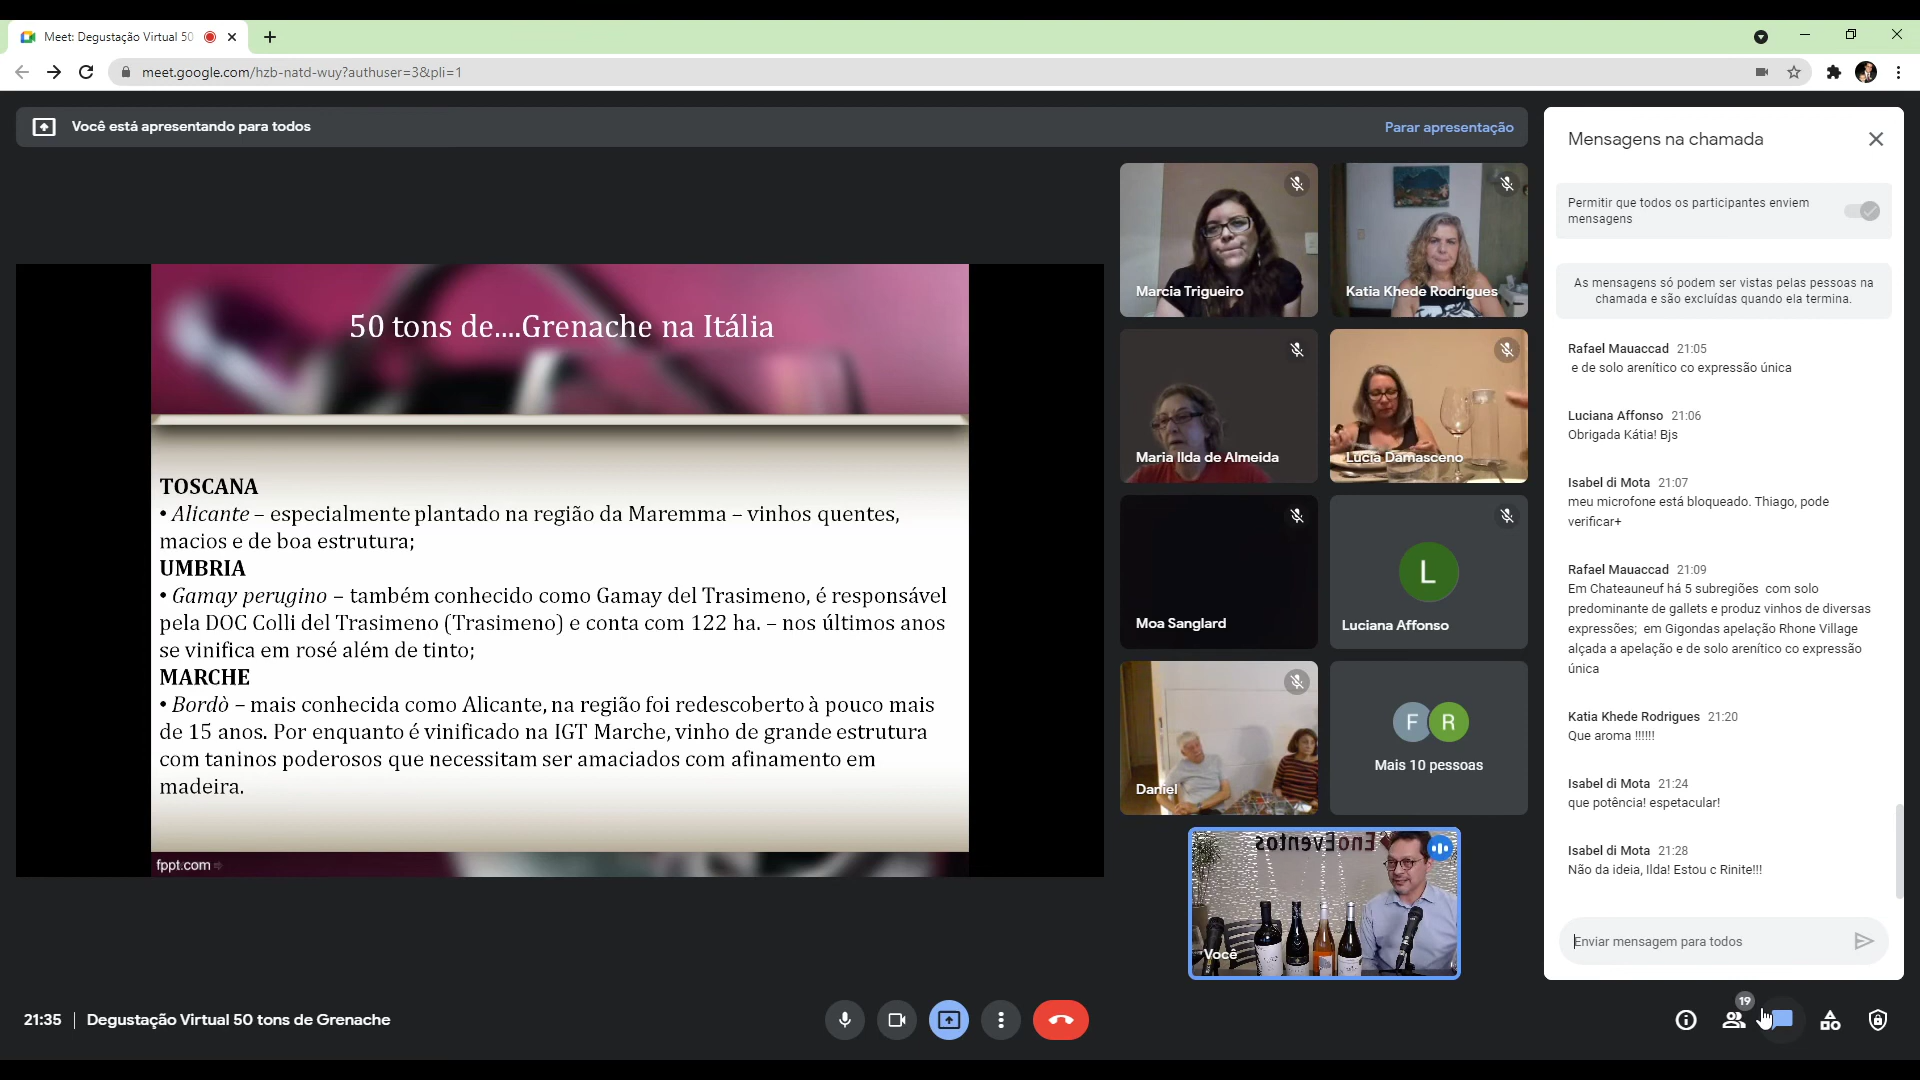 Meet: Degustação Virtual 50
meet.google.com/hzb-natd-wuy?authuser=3&pli=1
Você está apresentando para todos
Parar apresentação
50 tons de....Grenache na Itália
TOSCANA
• Alicante – especialmente plantado na região da Maremma – vinhos quentes,
macios e de boa estrutura;
UMBRIA
• Gamay perugino – também conhecido como Gamay del Trasimeno, é responsável
pela DOC Colli del Trasimeno (Trasimeno) e conta com 122 ha. – nos últimos anos
se vinifica em rosé além de tinto;
MARCHE
• Bordò – mais conhecida como Alicante, na região foi redescoberto à pouco mais
de 15 anos. Por enquanto é vinificado na IGT Marche, vinho de grande estrutura
com taninos poderosos que necessitam ser amaciados com afinamento em
madeira.
fppt.com
Marcia Trigueiro
Katia Khede Rodrigues
Maria Ilda de Almeida
Lucia Damasceno
Moa Sanglard
L
Luciana Affonso
Daniel
F R
Mais 10 pessoas
EnoEventos
Você
Mensagens na chamada
Permitir que todos os participantes enviem
mensagens
As mensagens só podem ser vistas pelas pessoas na
chamada e são excluídas quando ela termina.
Rafael Mauaccad 21:05
e de solo arenítico co expressão única
Luciana Affonso 21:06
Obrigada Kátia! Bjs
Isabel di Mota 21:07
meu microfone está bloqueado. Thiago, pode
verificar+
Rafael Mauaccad 21:09
Em Chateauneuf há 5 subregiões com solo
predominante de gallets e produz vinhos de diversas
expressões; em Gigondas apelação Rhone Village
alçada a apelação e de solo arenítico co expressão
única
Katia Khede Rodrigues 21:20
Que aroma !!!!!!
Isabel di Mota 21:24
que potência! espetacular!
Isabel di Mota 21:28
Não da ideia, Ilda! Estou c Rinite!!!
Enviar mensagem para todos
21:35 | Degustação Virtual 50 tons de Grenache
19